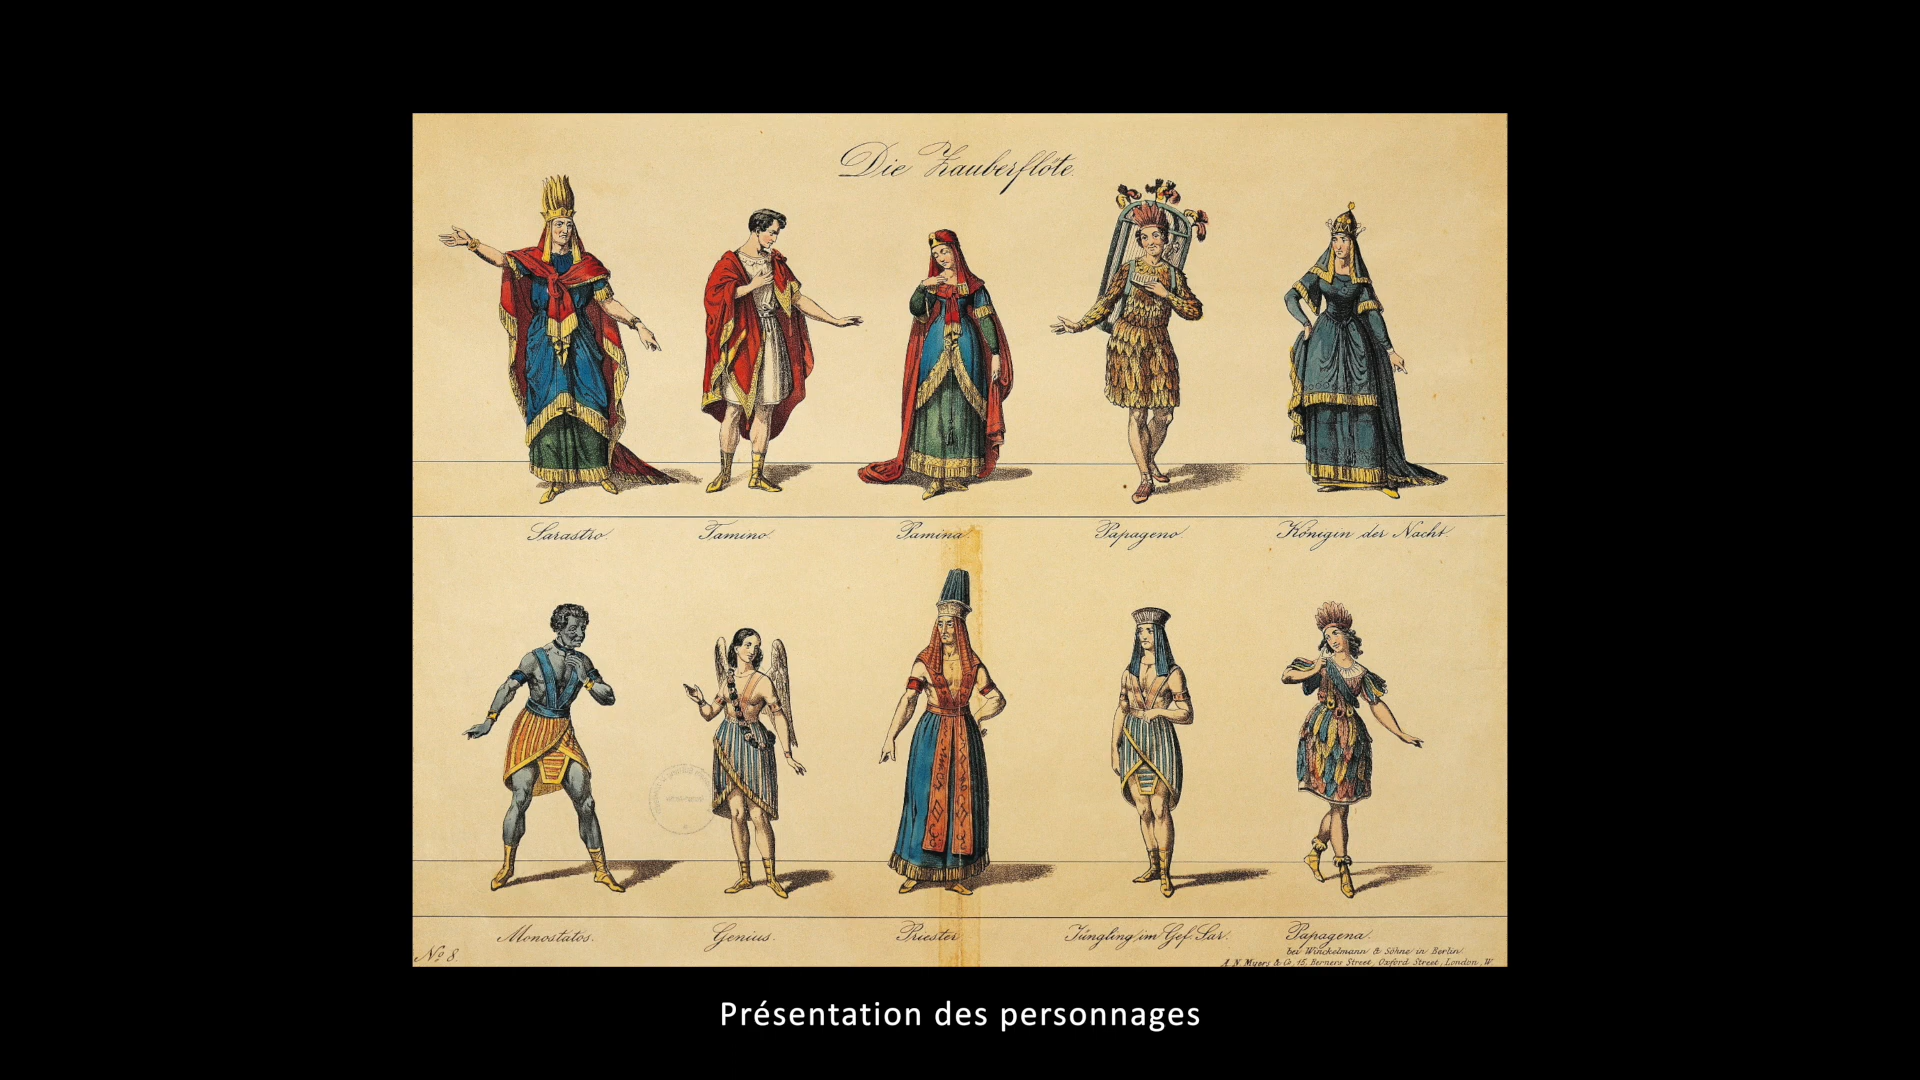 Die Zauberflöte.
Sarastro Tamino. Pamina. Papageno. Königin der Nacht.
Monostatos. Genius. Priester Jüngling im Gef. Sar. Papagena.
bei Winckelmann & Söhne in Berlin
No. 8.
A. N. Myers & Co, 15, Berners Street, Oxford Street, London, W.
Présentation des personnages